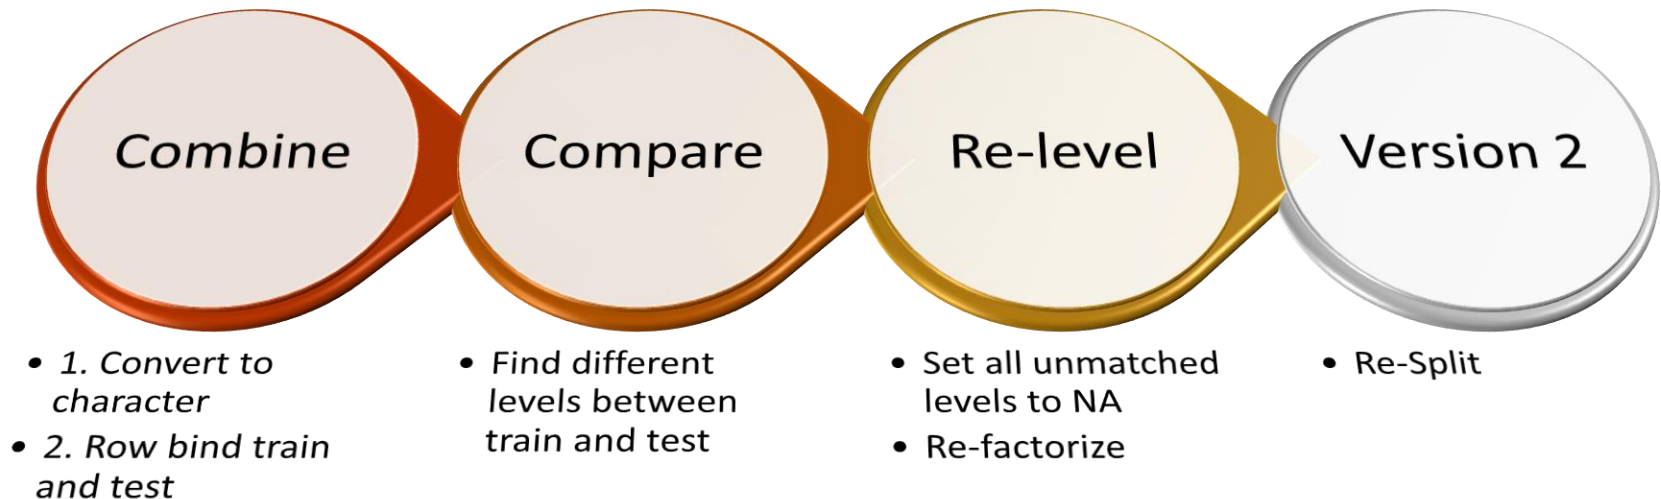 Combine
• 1. Convert to
character
• 2. Row bind train
and test
Compare
• Find different
levels between
train and test
Re-level
• Set all unmatched
levels to NA
• Re-factorize
Version 2
• Re-Split